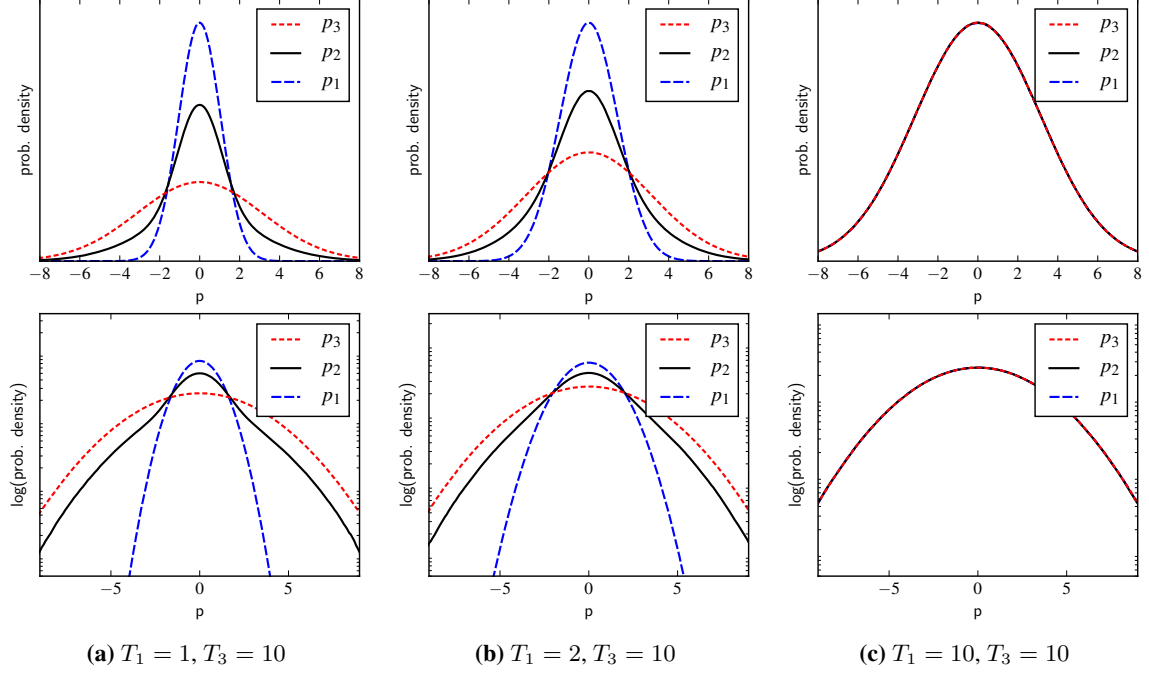 prob. density
p₃
p₂
p₁
−8 −6 −4 −2 0 2 4 6 8
p
prob. density
p₃
p₂
p₁
−8 −6 −4 −2 0 2 4 6 8
p
prob. density
p₃
p₂
p₁
−8 −6 −4 −2 0 2 4 6 8
p
log(prob. density)
p₃
p₂
p₁
−5 0 5
p
log(prob. density)
p₃
p₂
p₁
−5 0 5
p
log(prob. density)
p₃
p₂
p₁
−5 0 5
p
(a) T₁ = 1, T₃ = 10
(b) T₁ = 2, T₃ = 10
(c) T₁ = 10, T₃ = 10